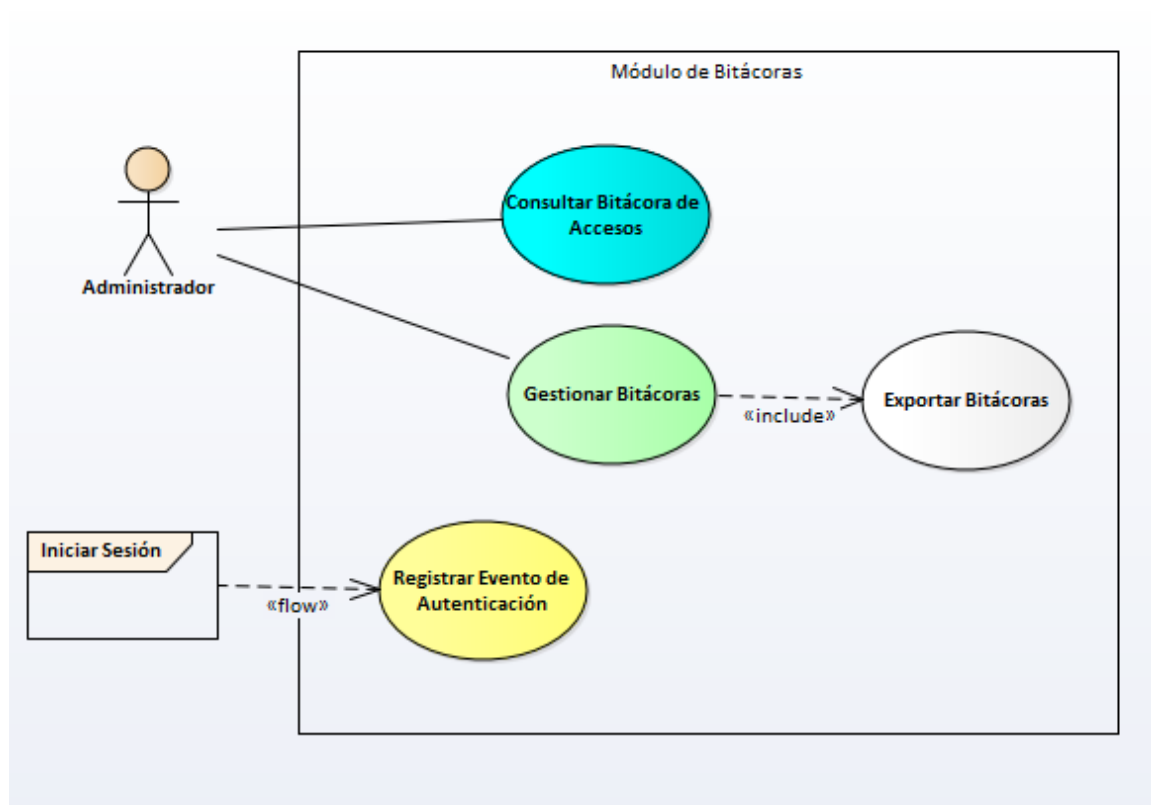 Módulo de Bitácoras
Consultar Bitácora de
Accesos
Administrador
Gestionar Bitácoras
«include»
Exportar Bitácoras
Iniciar Sesión
«flow»
Registrar Evento de
Autenticación